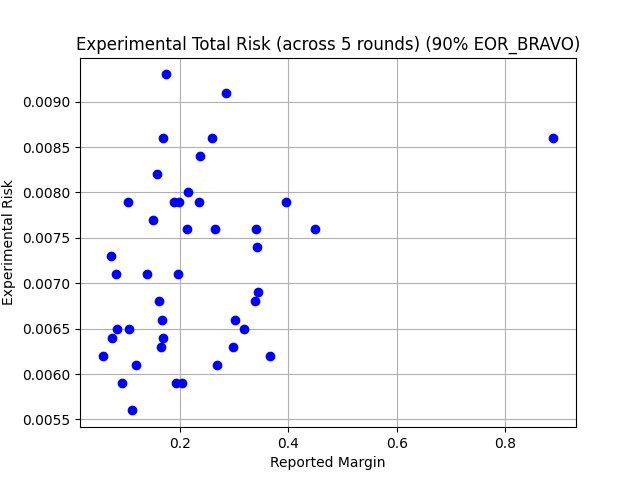 Experimental Total Risk (across 5 rounds) (90% EOR_BRAVO)
Experimental Risk
0.0090
0.0085
0.0080
0.0075
0.0070
0.0065
0.0060
0.0055
0.2 0.4 0.6 0.8
Reported Margin